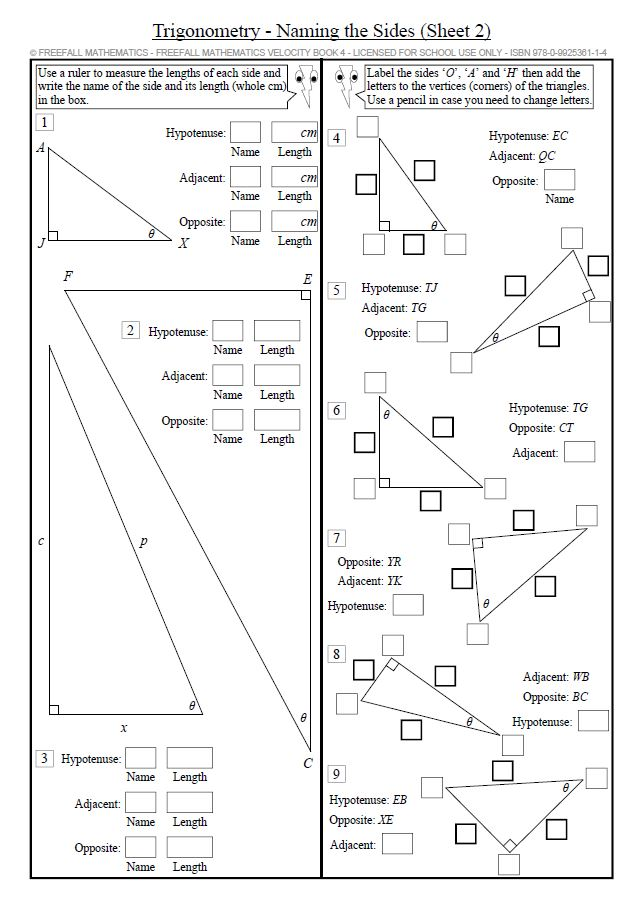 Trigonometry - Naming the Sides (Sheet 2)
© FREEFALL MATHEMATICS - FREEFALL MATHEMATICS VELOCITY BOOK 4 - LICENSED FOR SCHOOL USE ONLY - ISBN 978-0-9925361-1-4
Use a ruler to measure the lengths of each side and
write the name of the side and its length (whole cm)
in the box.
1
A
J
X
θ
Hypotenuse: cm
Name Length
Adjacent: cm
Name Length
Opposite: cm
Name Length
F
E
C
θ
2
Hypotenuse:
Name Length
Adjacent:
Name Length
Opposite:
Name Length
c
p
x
θ
3
Hypotenuse:
Name Length
Adjacent:
Name Length
Opposite:
Name Length
Label the sides ‘O’, ‘A’ and ‘H’ then add the
letters to the vertices (corners) of the triangles.
Use a pencil in case you need to change letters.
4
θ
Hypotenuse: EC
Adjacent: QC
Opposite:
Name
5
Hypotenuse: TJ
Adjacent: TG
Opposite:
θ
6
θ
Hypotenuse: TG
Opposite: CT
Adjacent:
7
Opposite: YR
Adjacent: YK
Hypotenuse:
θ
8
θ
Adjacent: WB
Opposite: BC
Hypotenuse:
9
Hypotenuse: EB
Opposite: XE
Adjacent:
θ